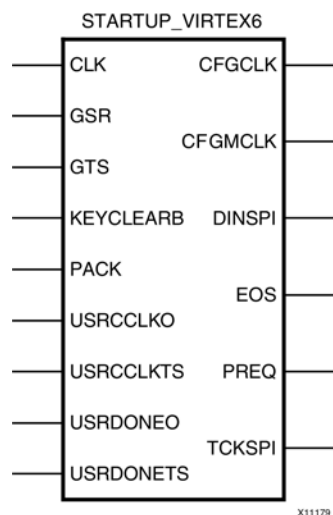 STARTUP_VIRTEX6
CLK CFGCLK
GSR
CFGMCLK
GTS
KEYCLEARB DINSPI
PACK
EOS
USRCCLKO
USRCCLKTS PREQ
USRDONEO
TCKSPI
USRDONETS
X11179